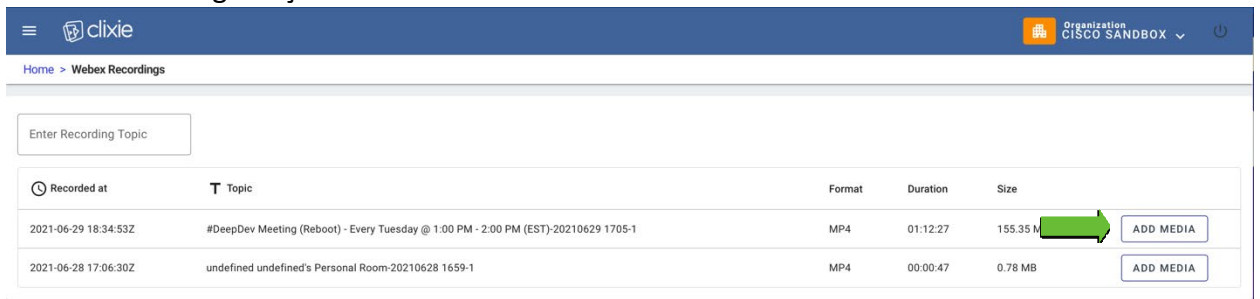 clixie
Organization
CISCO SANDBOX
Home > Webex Recordings
Enter Recording Topic
Recorded at Topic Format Duration Size
2021-06-29 18:34:53Z #DeepDev Meeting (Reboot) - Every Tuesday @ 1:00 PM - 2:00 PM (EST)-20210629 1705-1 MP4 01:12:27 155.35 M ADD MEDIA
2021-06-28 17:06:30Z undefined undefined's Personal Room-20210628 1659-1 MP4 00:00:47 0.78 MB ADD MEDIA